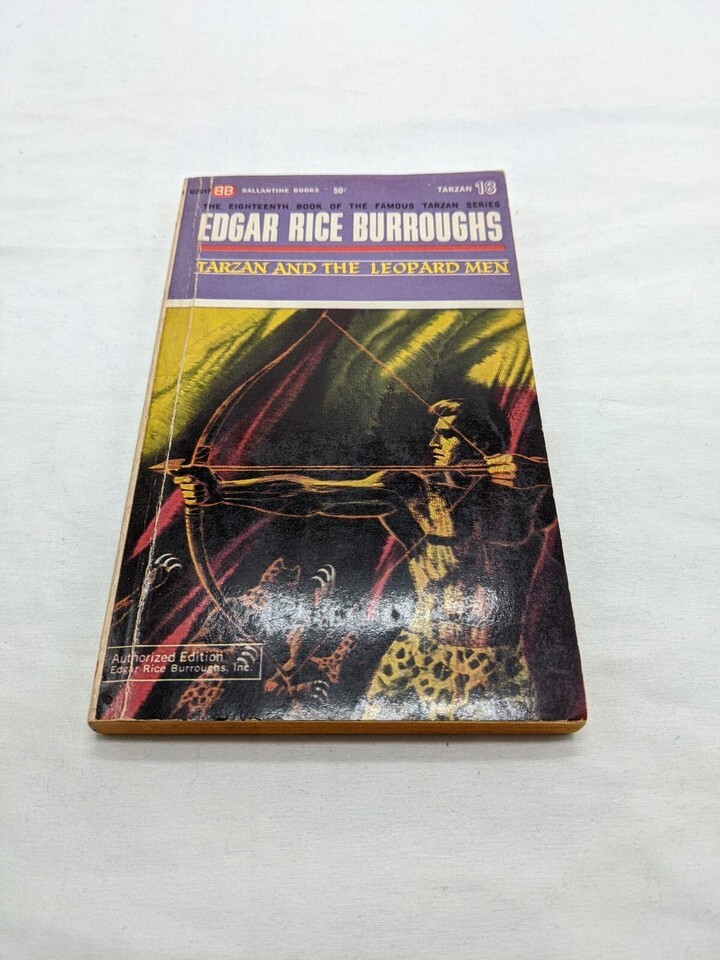 BB BALLANTINE BOOKS 50¢ TARZAN 18
THE EIGHTEENTH BOOK OF THE FAMOUS TARZAN SERIES
EDGAR RICE BURROUGHS
TARZAN AND THE LEOPARD MEN
Authorized Edition
Edgar Rice Burroughs, Inc.